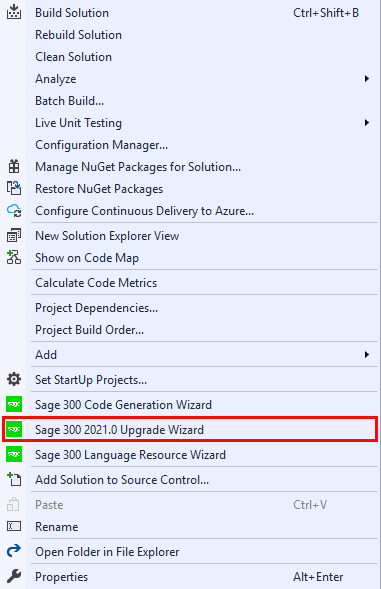 Build Solution Ctrl+Shift+B
Rebuild Solution
Clean Solution
Analyze
Batch Build...
Live Unit Testing
Configuration Manager...
Manage NuGet Packages for Solution...
Restore NuGet Packages
Configure Continuous Delivery to Azure...
New Solution Explorer View
Show on Code Map
Calculate Code Metrics
Project Dependencies...
Project Build Order...
Add
Set StartUp Projects...
Sage 300 Code Generation Wizard
Sage 300 2021.0 Upgrade Wizard
Sage 300 Language Resource Wizard
Add Solution to Source Control...
Paste Ctrl+V
Rename
Open Folder in File Explorer
Properties Alt+Enter